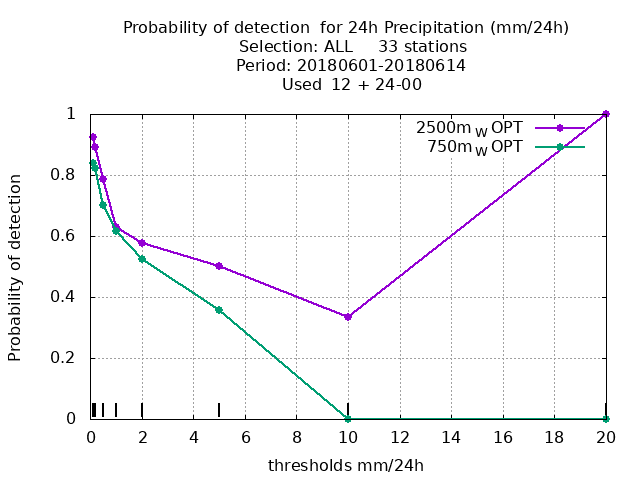 Probability of detection  for 24h Precipitation (mm/24h)
Selection: ALL     33 stations
Period: 20180601-20180614
Used  12 + 24-00
1
0.8
0.6
0.4
0.2
0
Probability of detection
2500m W OPT
750m W OPT
0 2 4 6 8 10 12 14 16 18 20
thresholds mm/24h